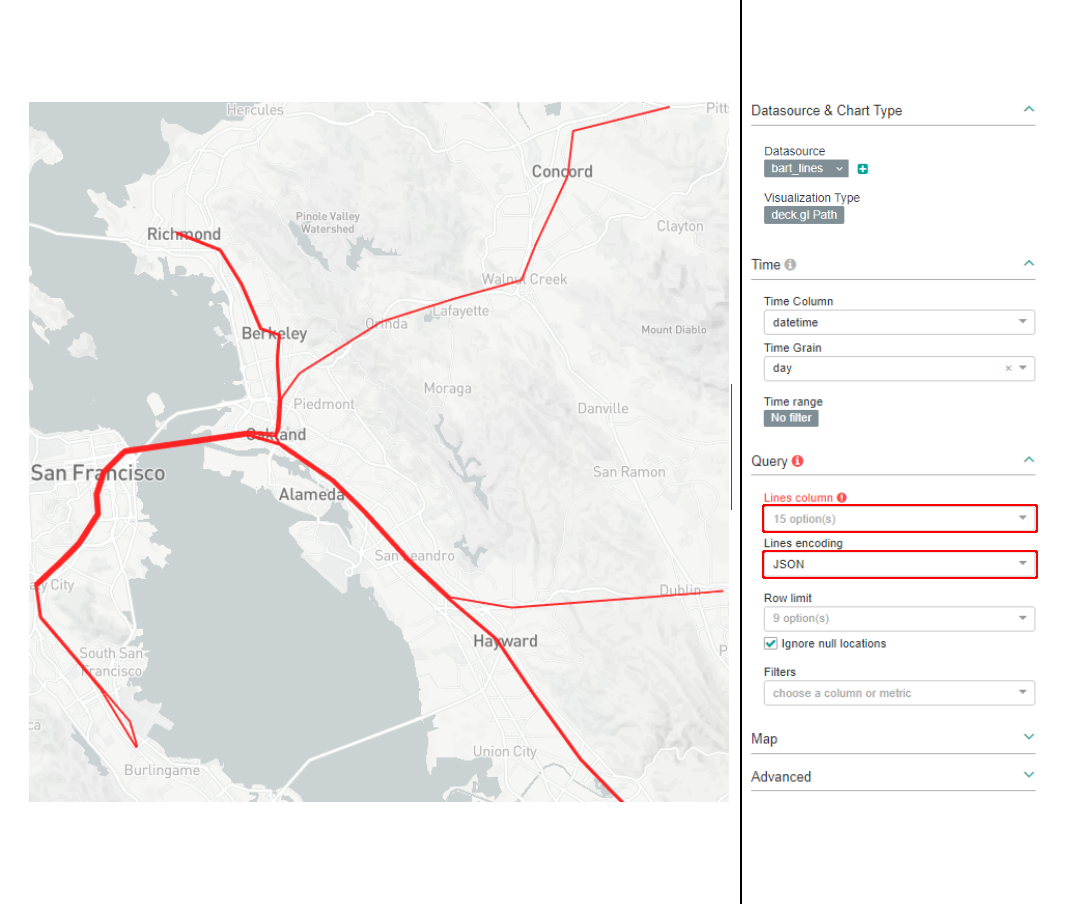 Hercules
Pitts
Concord
Pinole Valley
Watershed
Richmond
Clayton
Walnut Creek
Lafayette
Orinda
Berkeley
Mount Diablo
Moraga
Piedmont
Danville
Oakland
San Francisco
San Ramon
Alameda
San Leandro
aly City
Dublin
Hayward
P
South San
Francisco
ca
Union City
Burlingame
Datasource & Chart Type
Datasource
bart_lines
Visualization Type
deck.gl Path
Time
Time Column
datetime
Time Grain
day
Time range
No filter
Query
Lines column
15 option(s)
Lines encoding
JSON
Row limit
9 option(s)
Ignore null locations
Filters
choose a column or metric
Map
Advanced